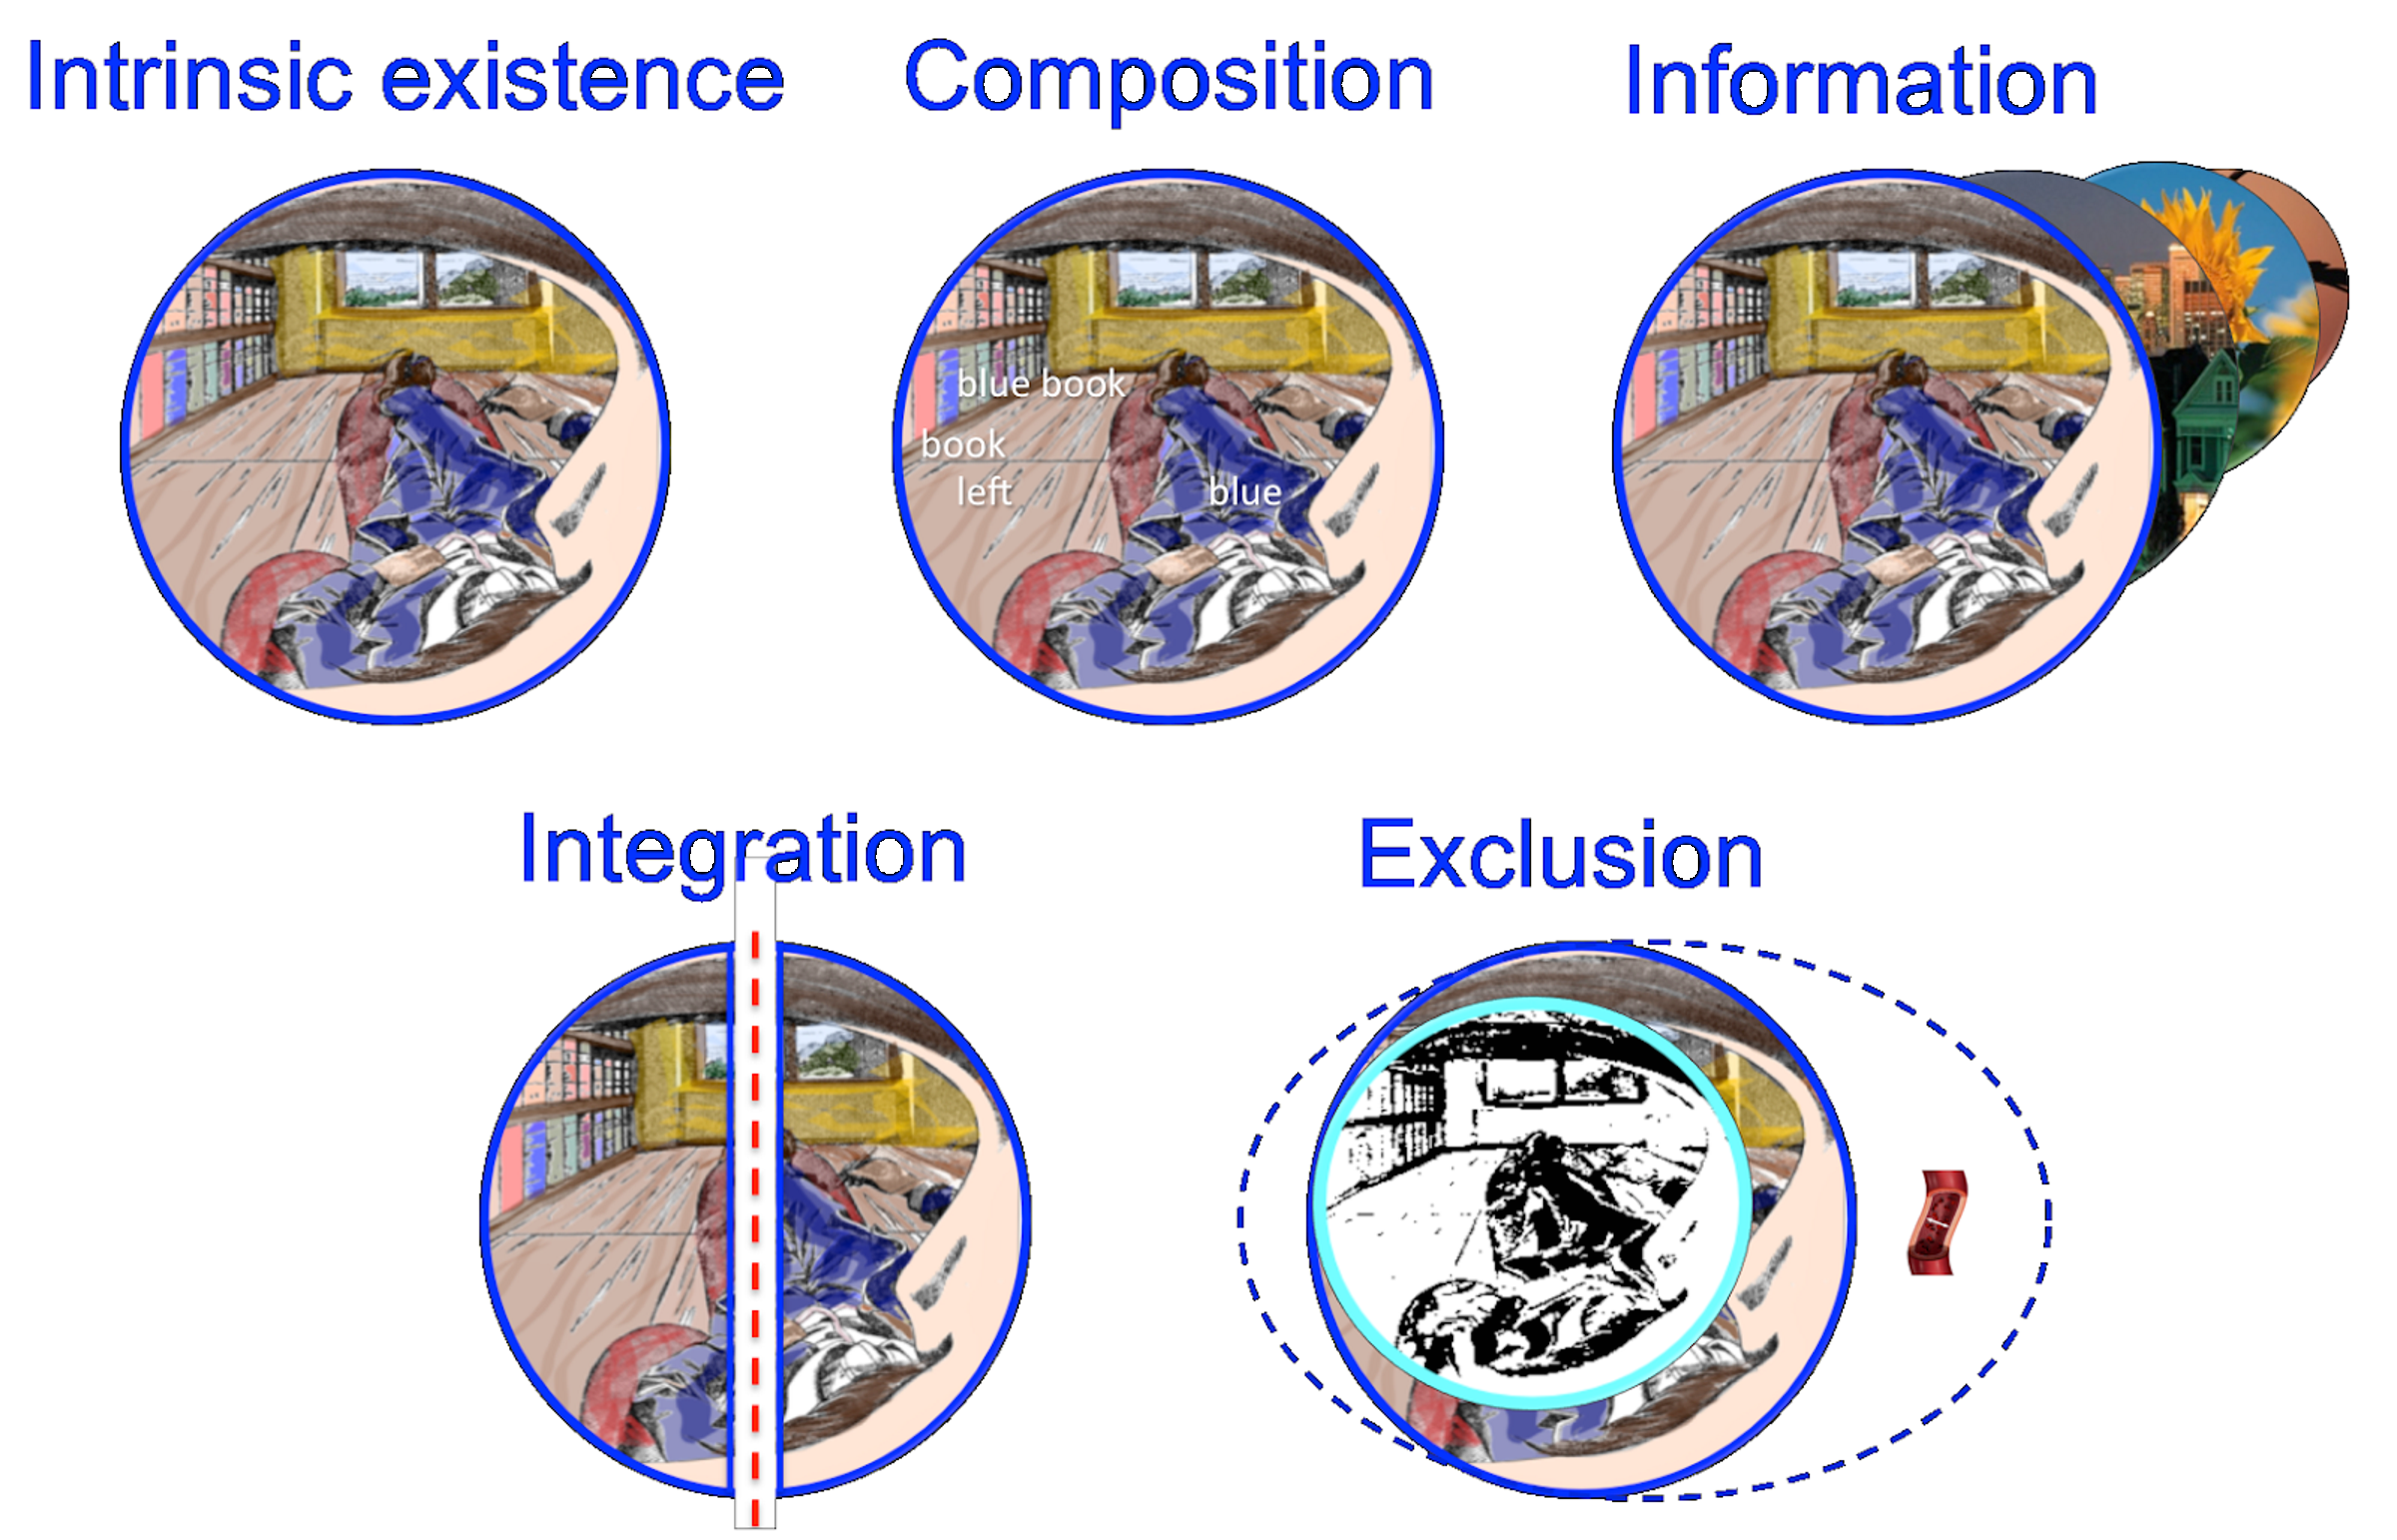 Intrinsic existence
Composition
Information
blue book
book
left
blue
Integration
Exclusion